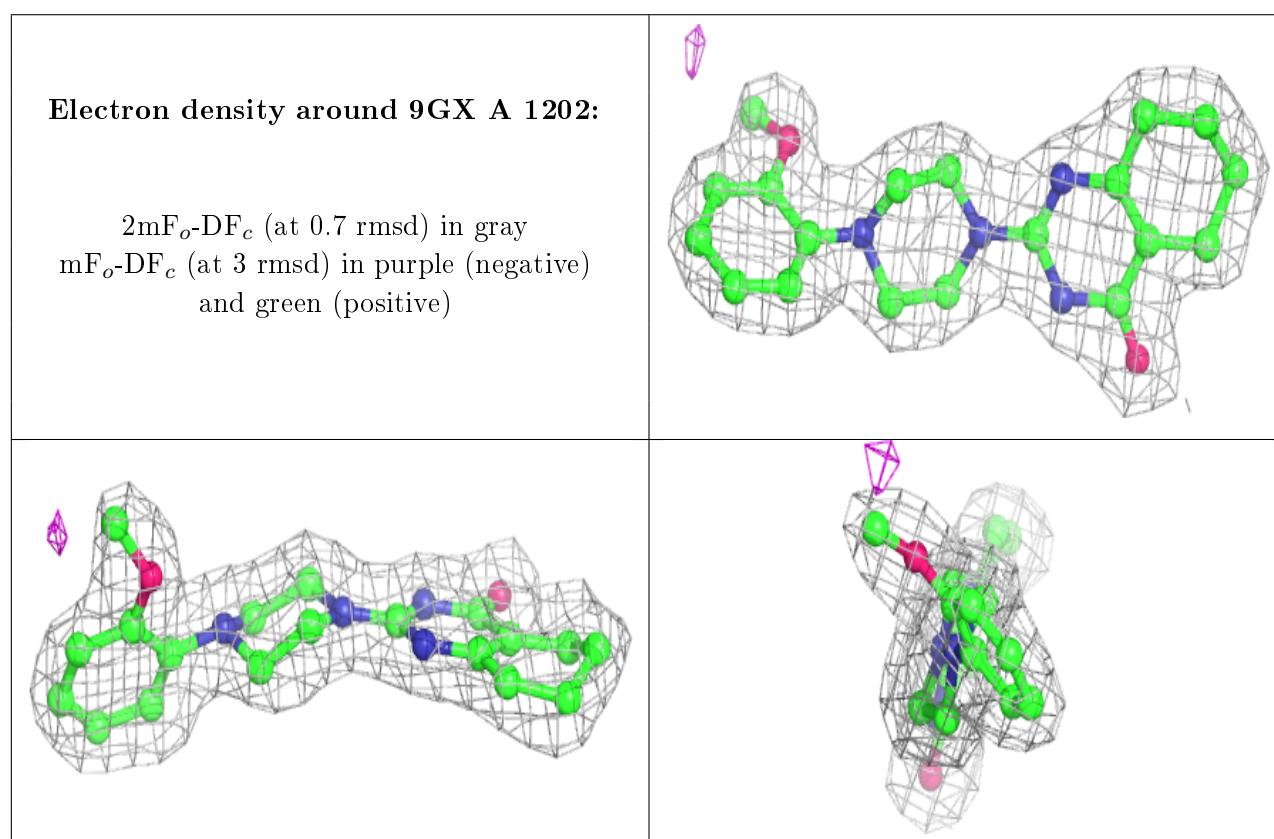 Electron density around 9GX A 1202:
2mFo-DFc (at 0.7 rmsd) in gray
mFo-DFc (at 3 rmsd) in purple (negative)
and green (positive)